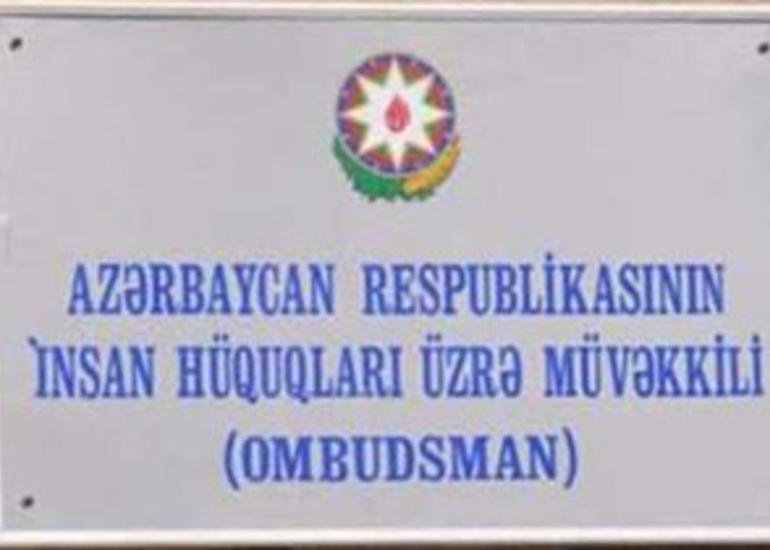 AZƏRBAYCAN RESPUBLİKASININ
İNSAN HÜQUQLARI ÜZRƏ MÜVƏKKİLİ
(OMBUDSMAN)